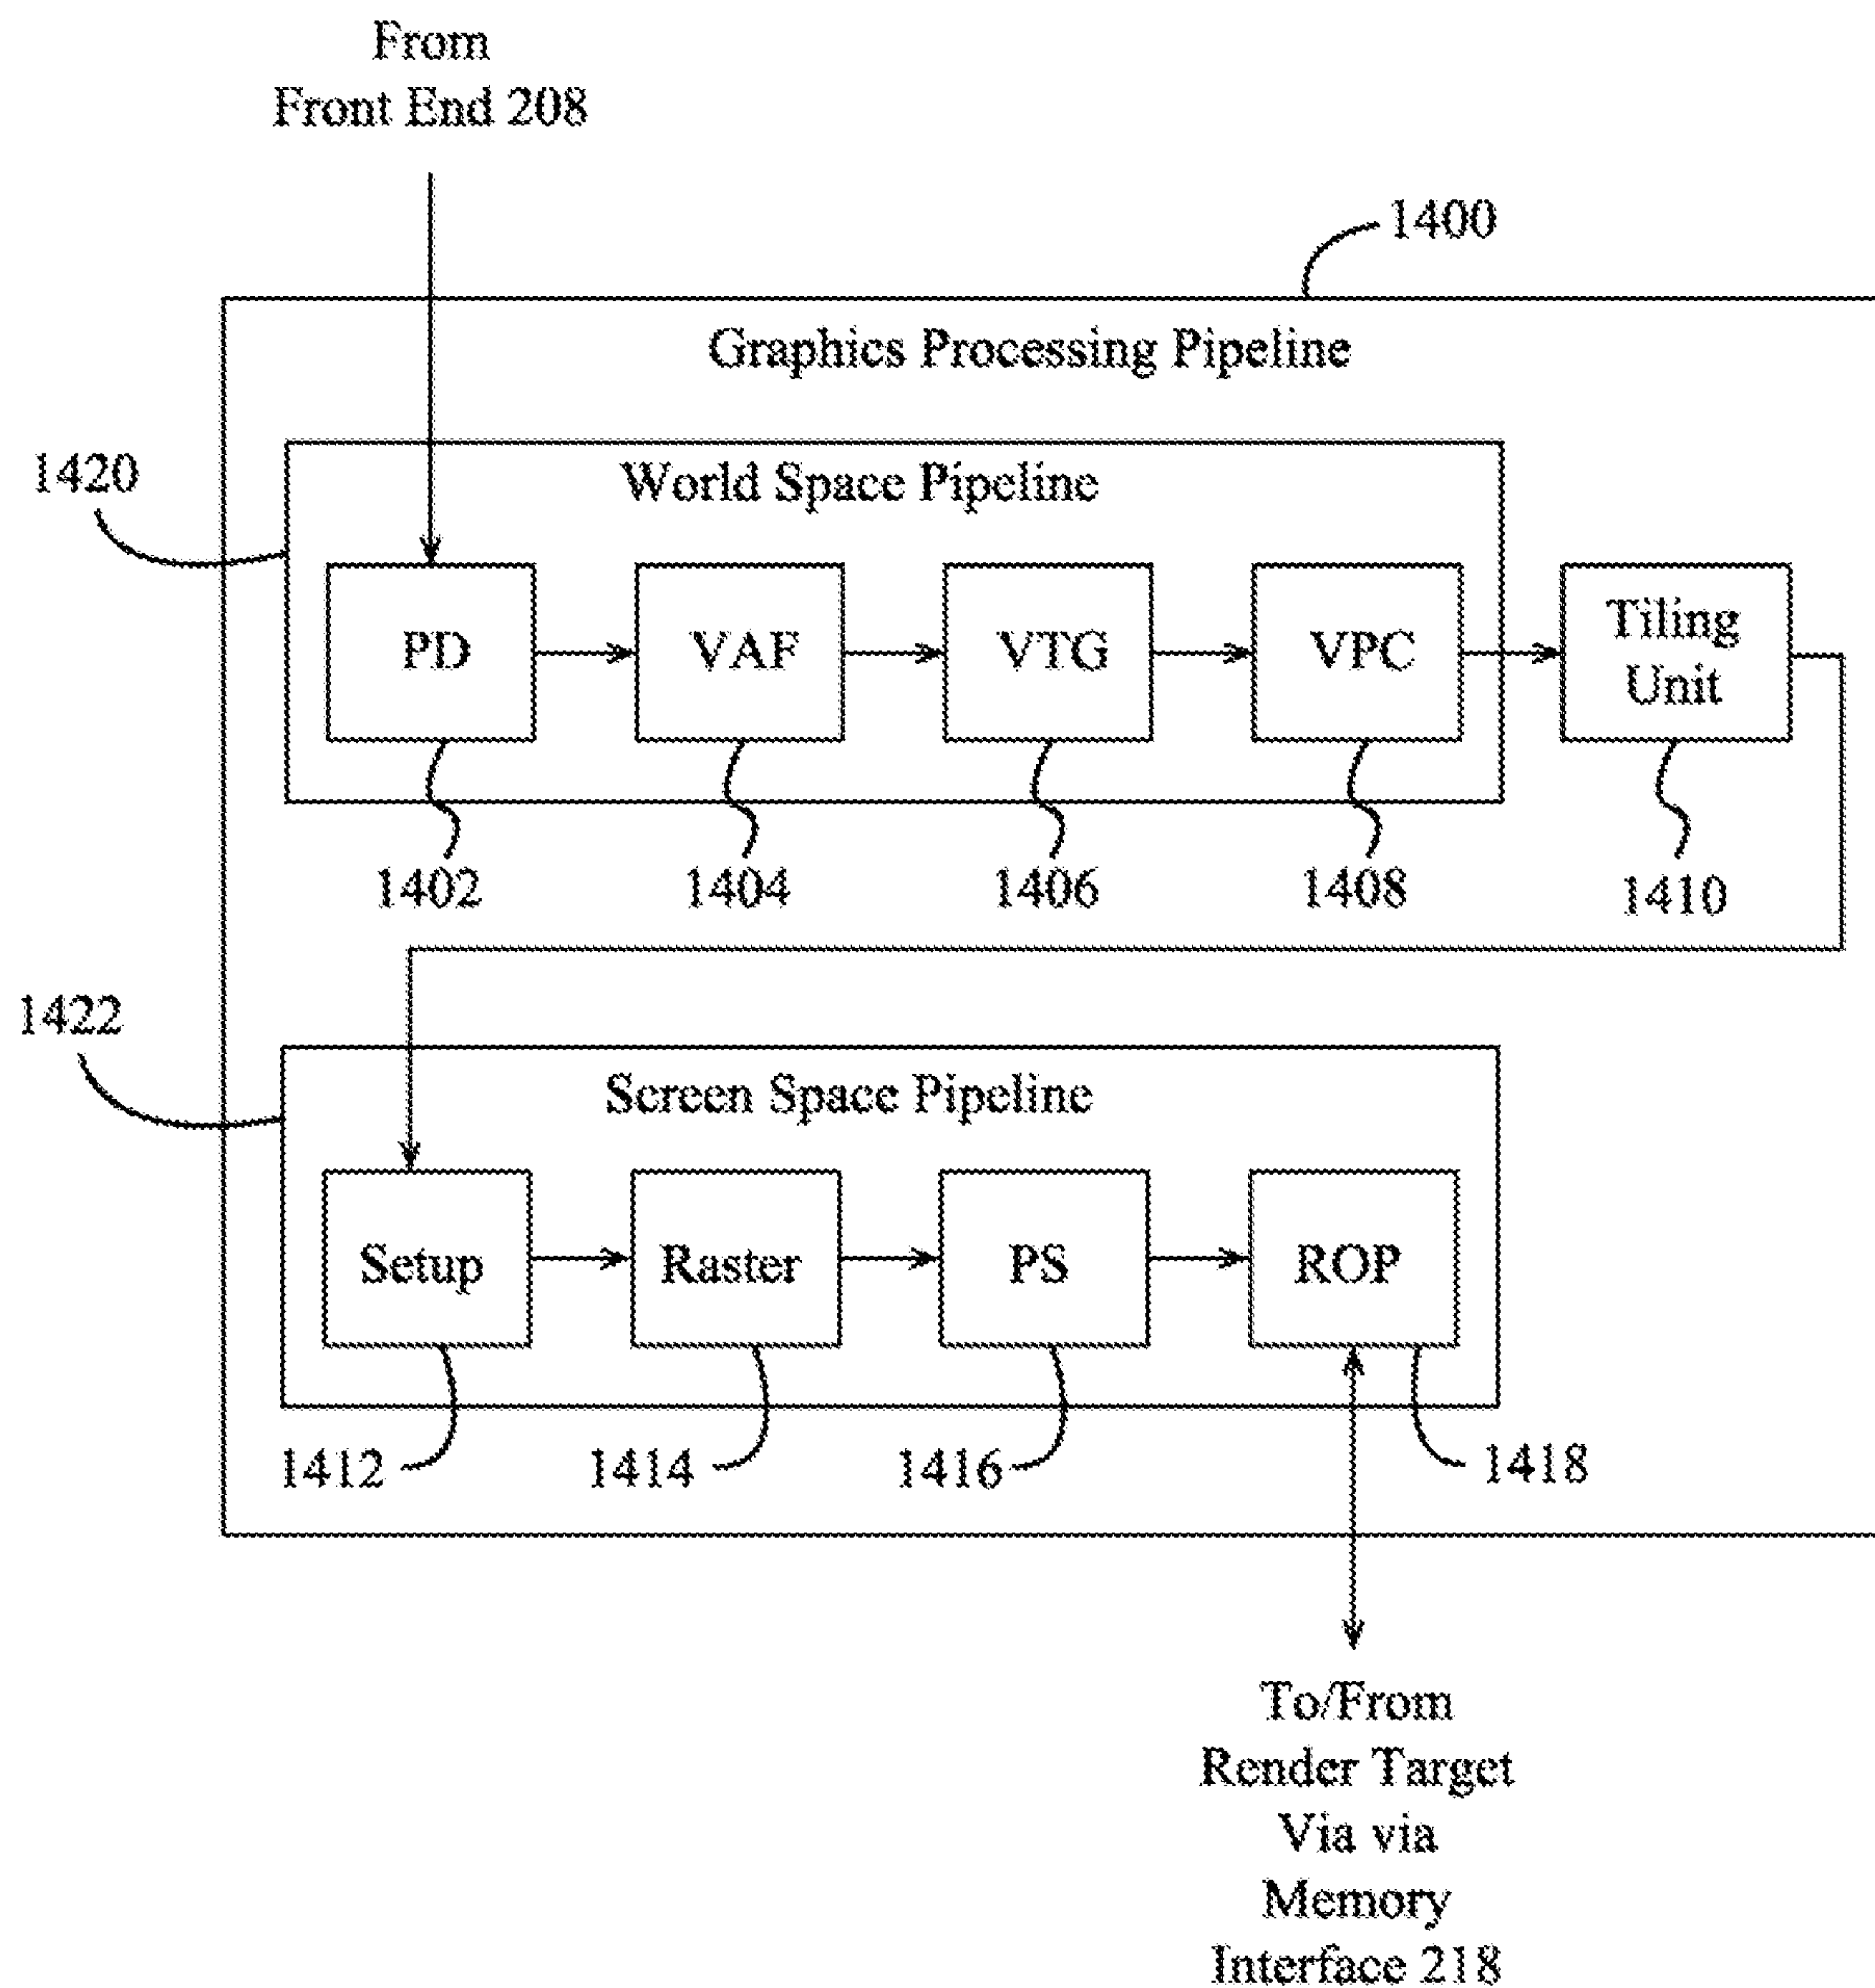 From
Front End 208
1400
Graphics Processing Pipeline
1420
World Space Pipeline
PD
VAF
VTG
VPC
Tiling
Unit
1402
1404
1406
1408
1410
1422
Screen Space Pipeline
Setup
Raster
PS
ROP
1412
1414
1416
1418
To/From
Render Target
Via via
Memory
Interface 218